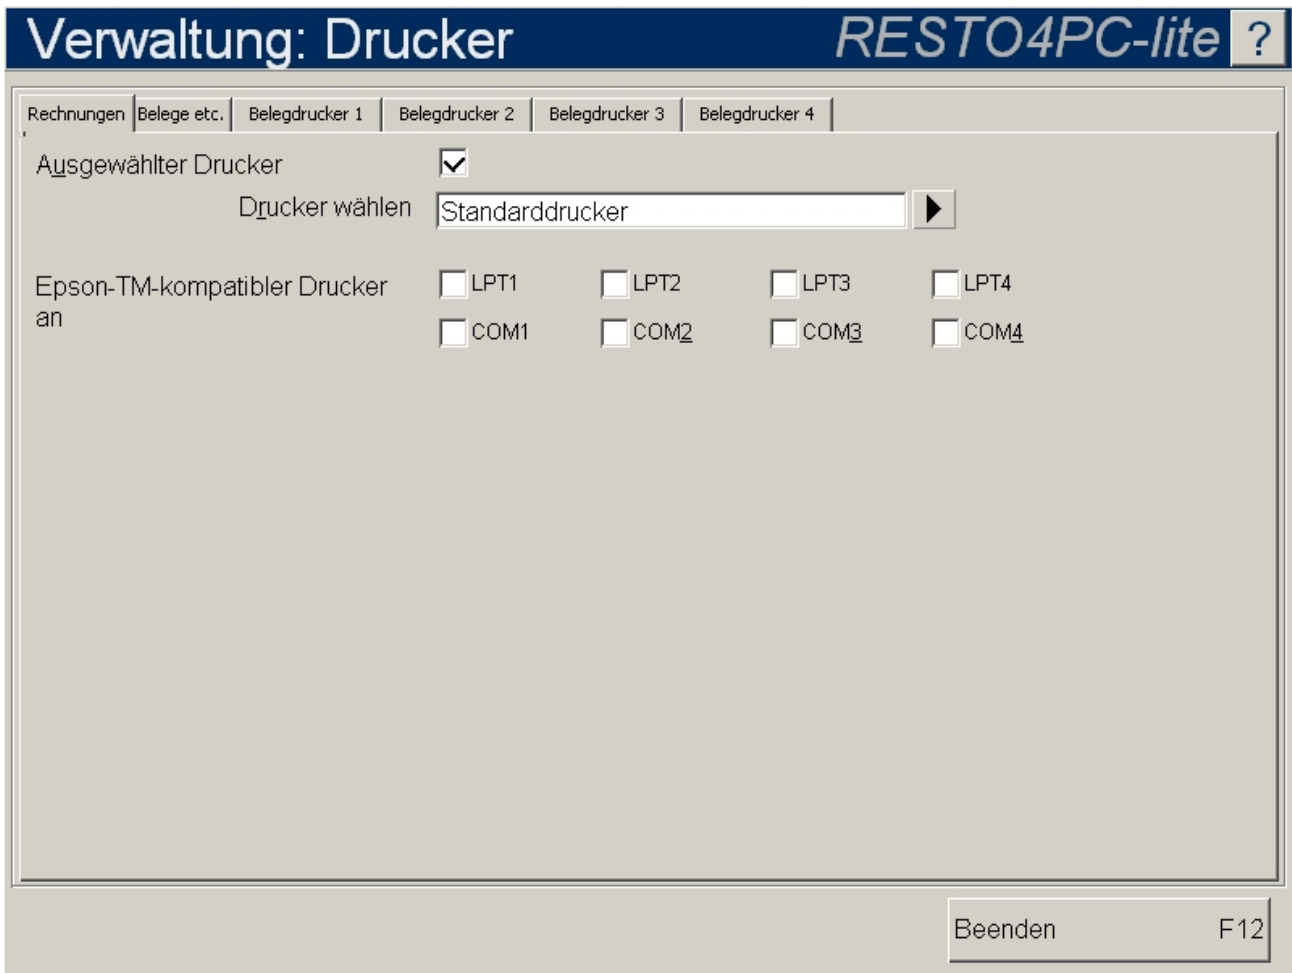 Verwaltung: Drucker RESTO4PC-lite ?
Rechnungen Belege etc. Belegdrucker 1 Belegdrucker 2 Belegdrucker 3 Belegdrucker 4
Ausgewählter Drucker
Drucker wählen Standarddrucker
Epson-TM-kompatibler Drucker LPT1 LPT2 LPT3 LPT4
an COM1 COM2 COM3 COM4
Beenden F12